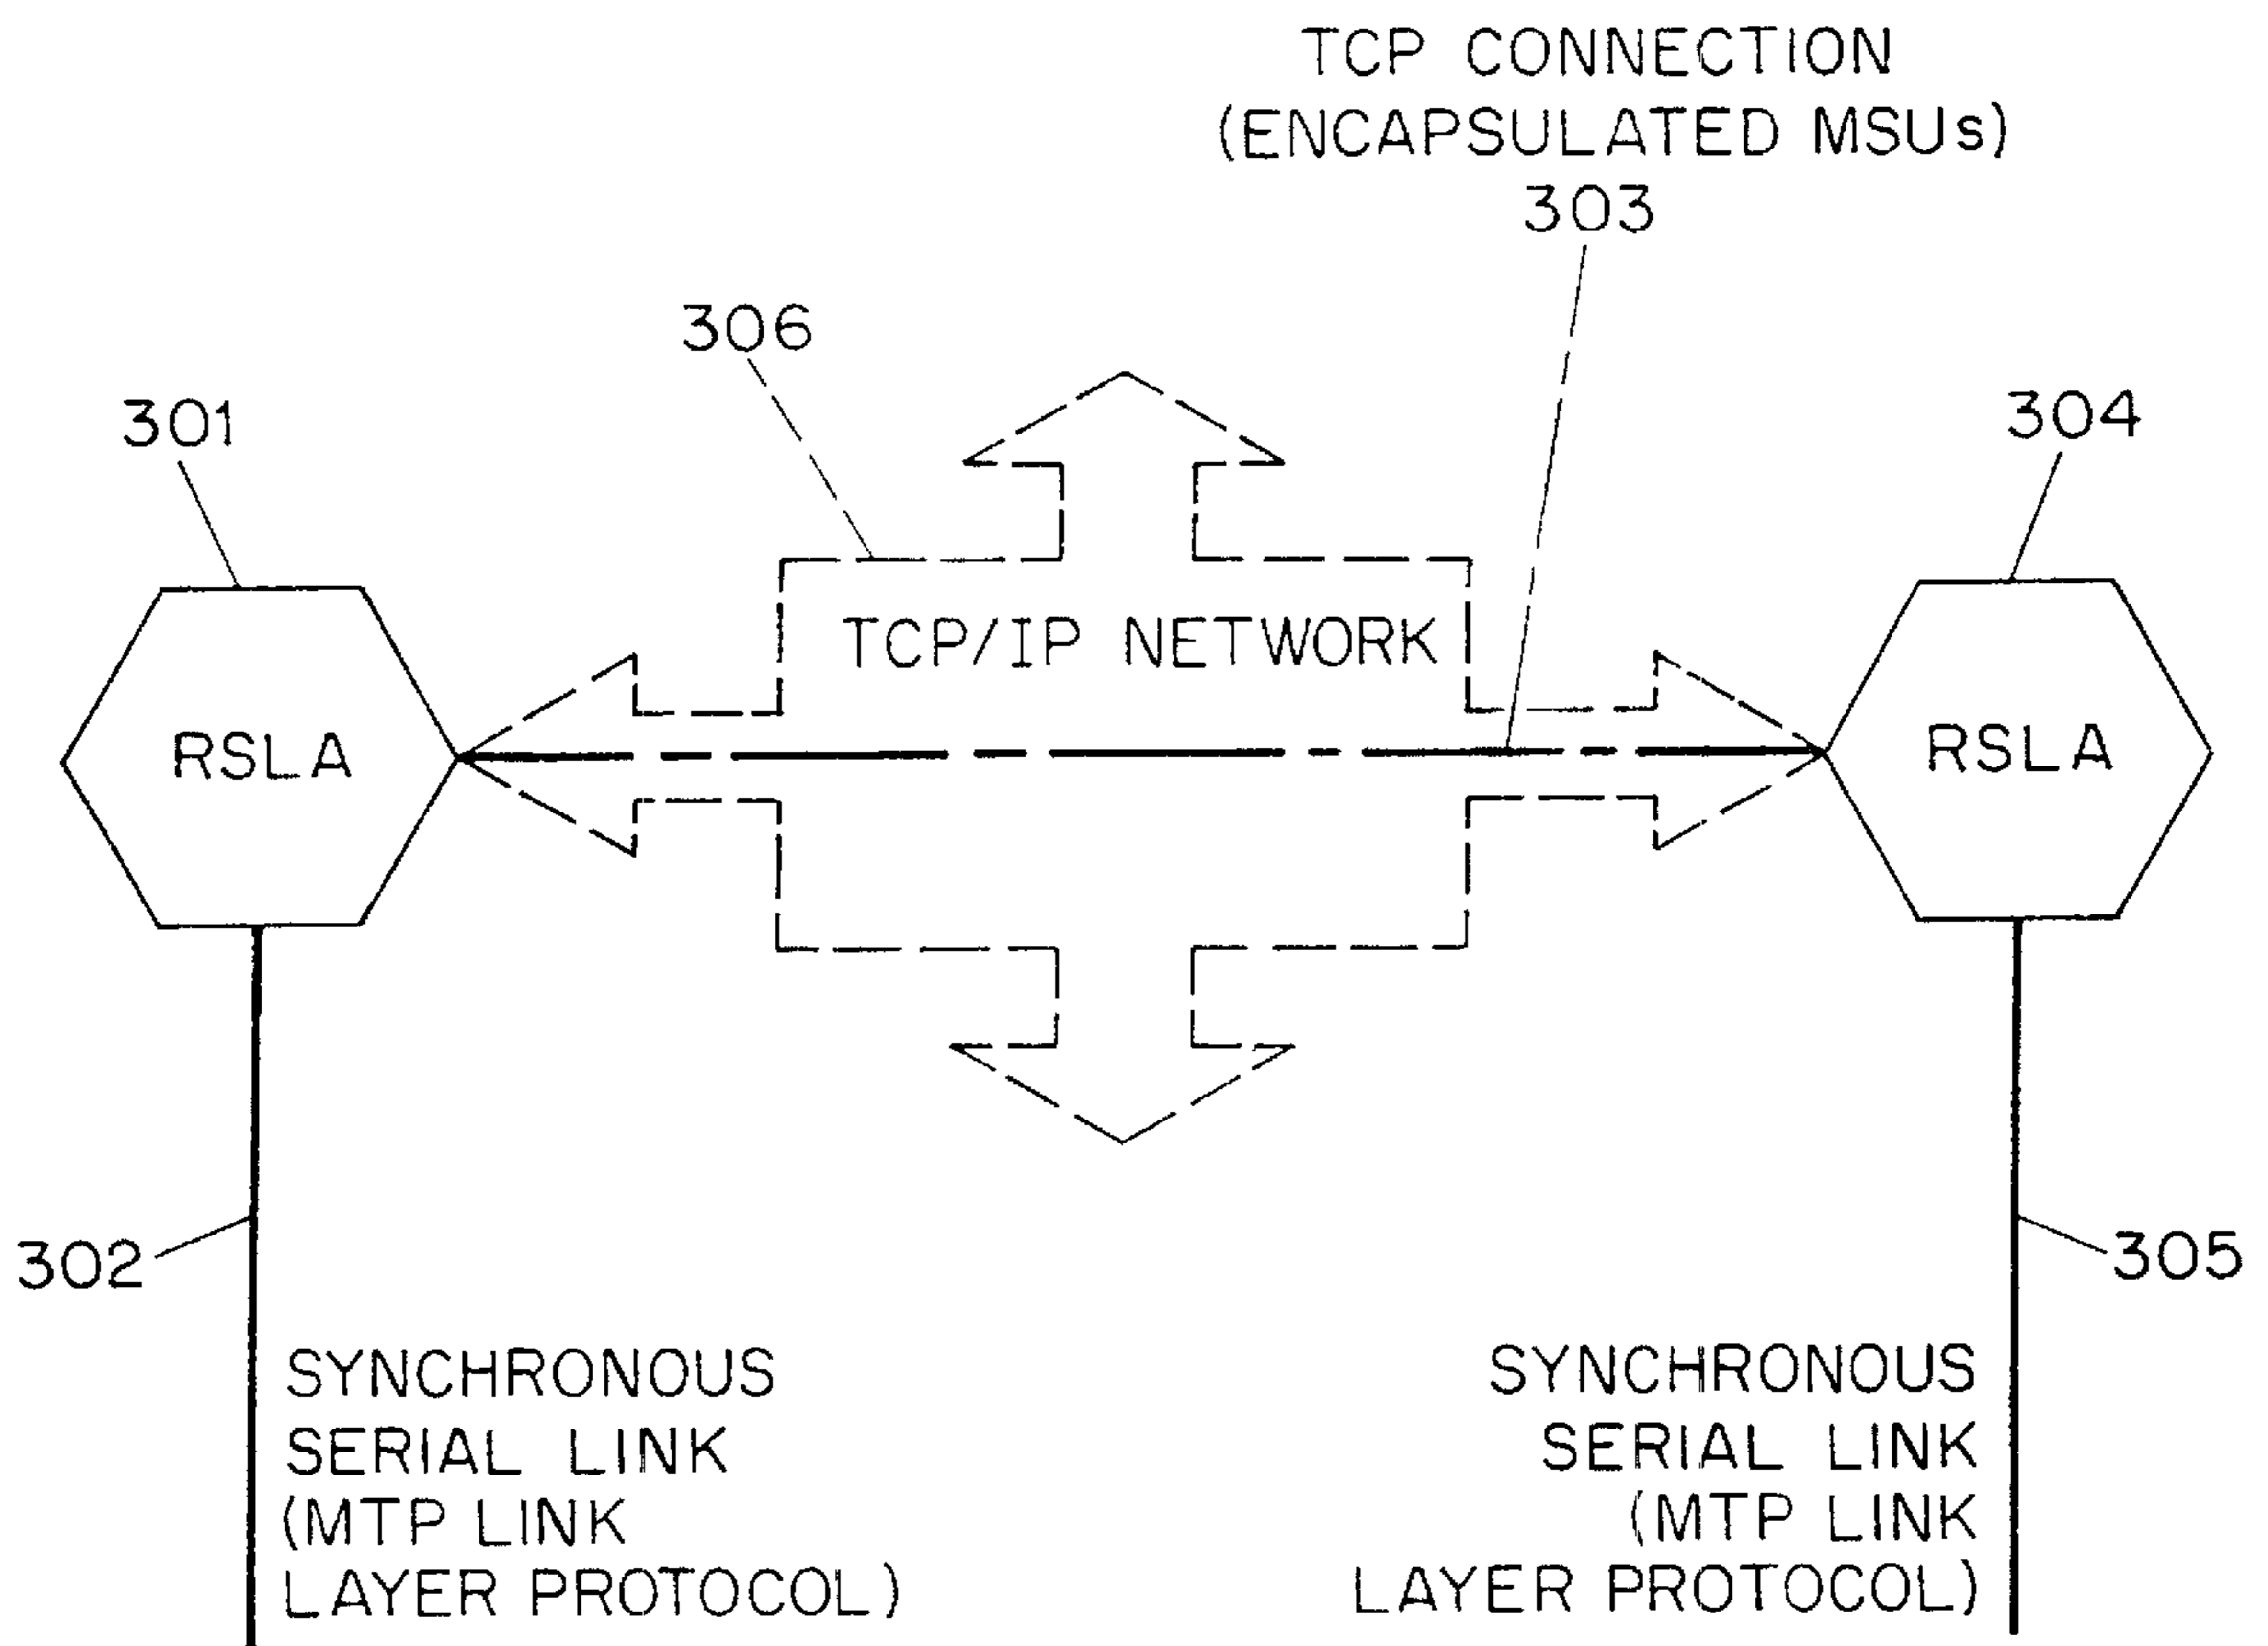 TCP CONNECTION
(ENCAPSULATED MSUs)
303
306
301
304
TCP/IP NETWORK
RSLA
RSLA
302
305
SYNCHRONOUS
SERIAL LINK
(MTP LINK
LAYER PROTOCOL)
SYNCHRONOUS
SERIAL LINK
(MTP LINK
LAYER PROTOCOL)